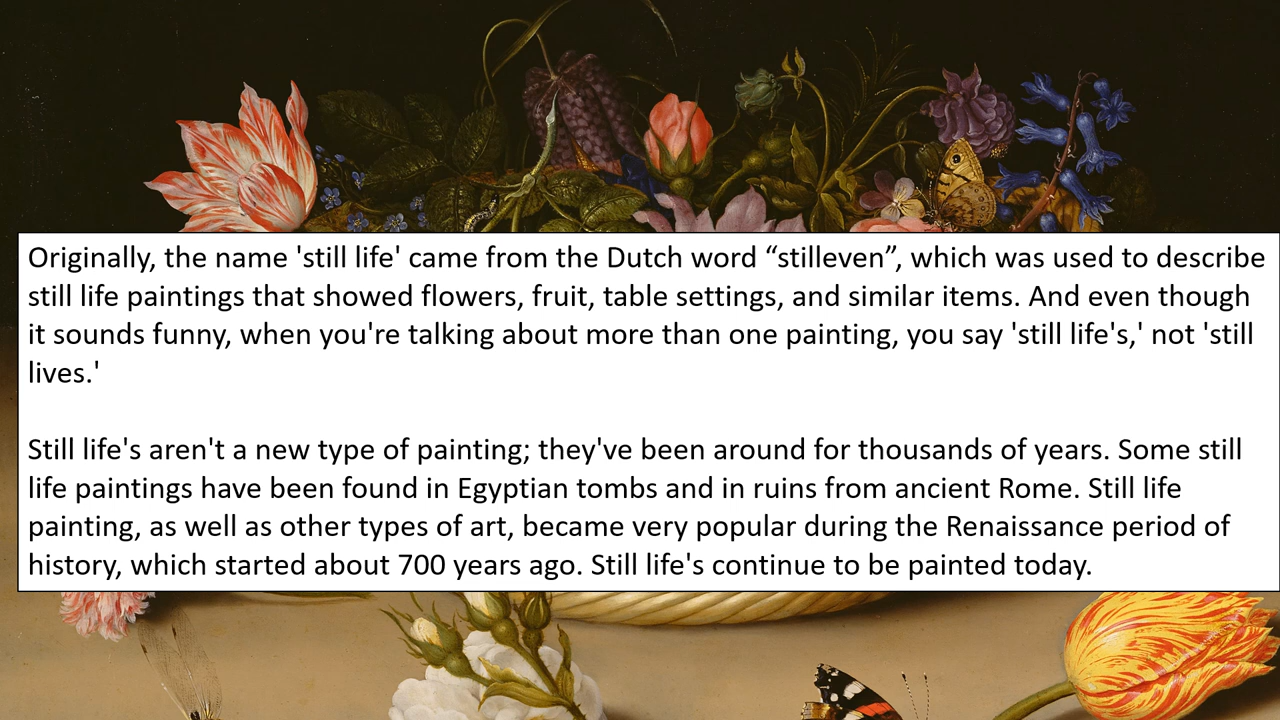 Originally, the name 'still life' came from the Dutch word “stilleven”, which was used to describe
still life paintings that showed flowers, fruit, table settings, and similar items. And even though
it sounds funny, when you're talking about more than one painting, you say 'still life's,' not 'still
lives.'
Still life's aren't a new type of painting; they've been around for thousands of years. Some still
life paintings have been found in Egyptian tombs and in ruins from ancient Rome. Still life
painting, as well as other types of art, became very popular during the Renaissance period of
history, which started about 700 years ago. Still life's continue to be painted today.